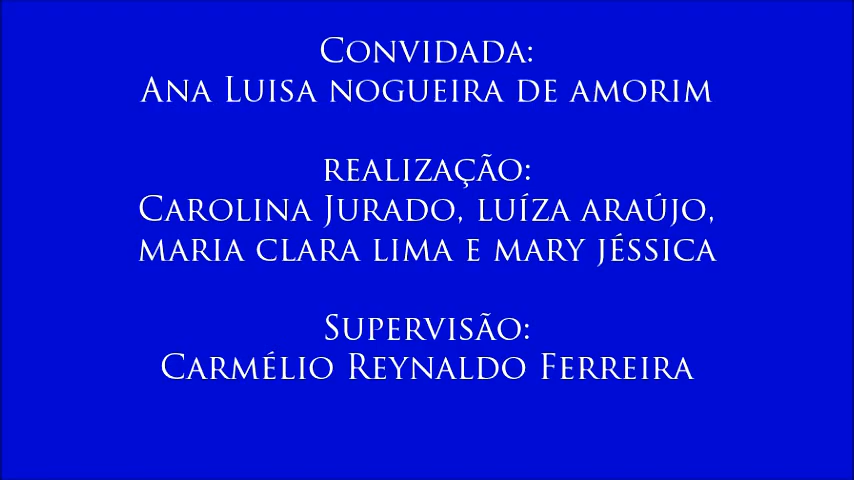 Convidada:
Ana Luisa nogueira de amorim
realização:
Carolina Jurado, luíza araújo,
maria clara lima e mary jéssica
Supervisão:
Carmélio Reynaldo Ferreira